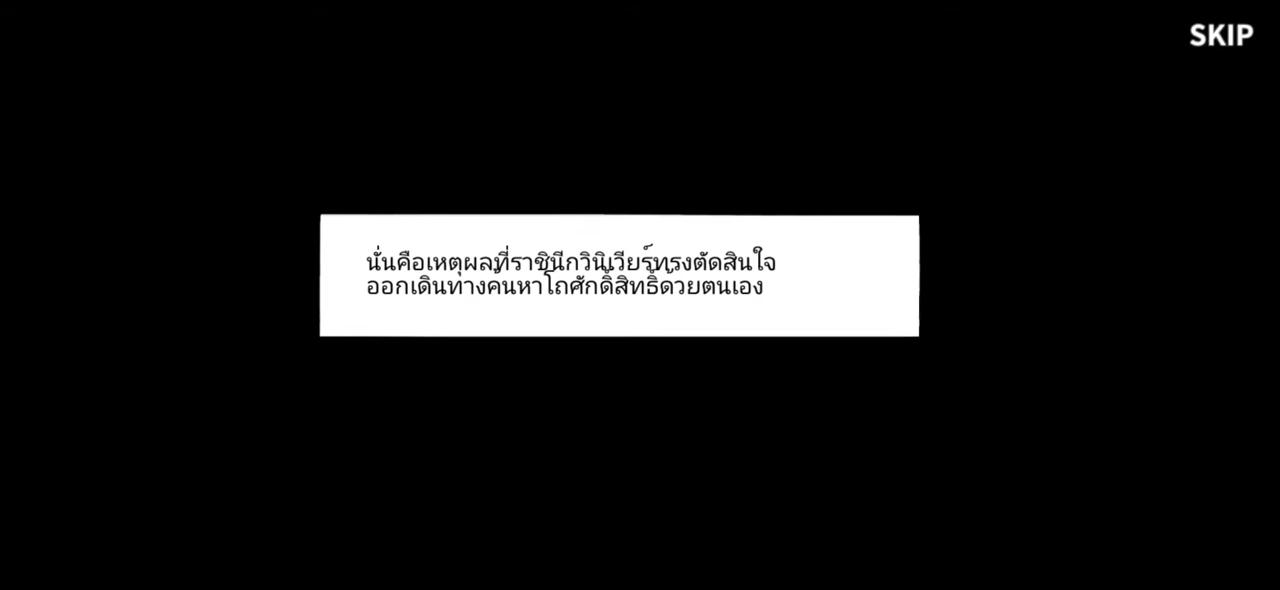 SKIP
นั่นคือเหตุผลที่ราชินีกวินิเวียร์ทรงตัดสินใจ
ออกเดินทางค้นหาโถศักดิ์สิทธิ์ด้วยตนเอง